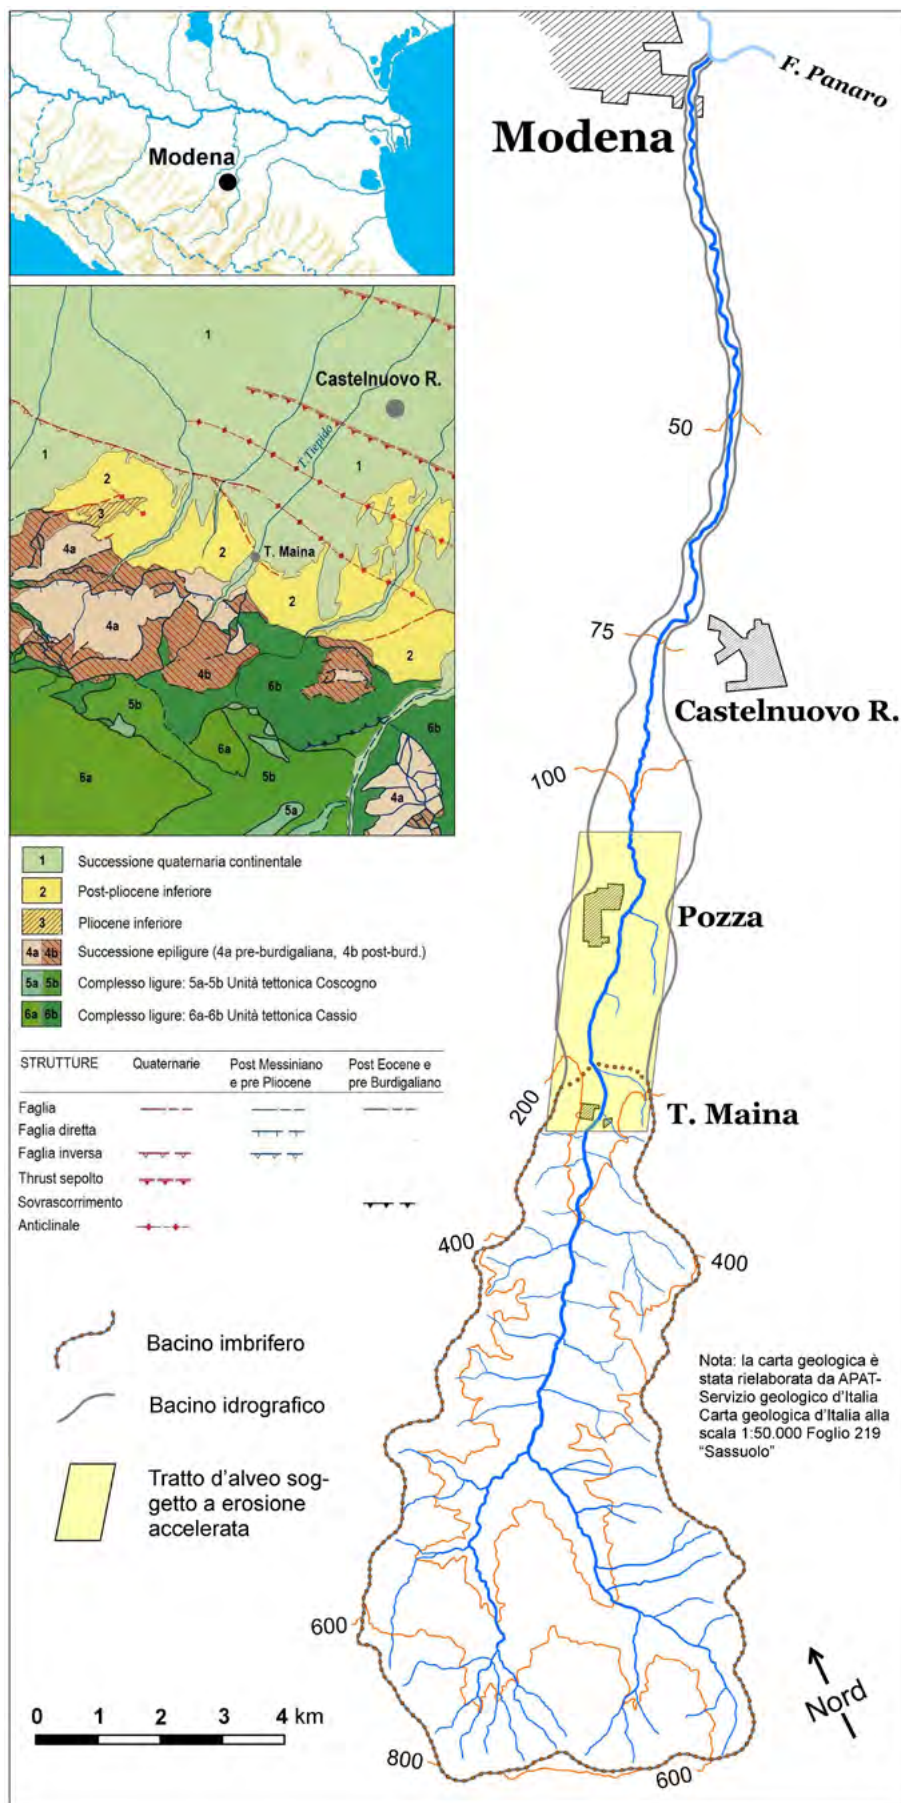 Modena
F. Panaro
Modena
1
Castelnuovo R.
T. Tiepido
1
1
2
3
4a
T. Maina
2
2
4a
4b
2
6b
5b
6a
6b
6a
5b
4a
5a
50
75
Castelnuovo R.
100
Pozza
200
T. Maina
400
400
600
800
600
1 Successione quaternaria continentale
2 Post-pliocene inferiore
3 Pliocene inferiore
4a 4b Successione epiligure (4a pre-burdigaliana, 4b post-burd.)
5a 5b Complesso ligure: 5a-5b Unità tettonica Coscogno
6a 6b Complesso ligure: 6a-6b Unità tettonica Cassio
STRUTTURE Quaternarie Post Messiniano Post Eocene e
e pre Pliocene pre Burdigaliano
Faglia
Faglia diretta
Faglia inversa
Thrust sepolto
Sovrascorrimento
Anticlinale
Bacino imbrifero
Bacino idrografico
Tratto d'alveo sog-
getto a erosione
accelerata
Nota: la carta geologica è
stata rielaborata da APAT-
Servizio geologico d'Italia
Carta geologica d'Italia alla
scala 1:50.000 Foglio 219
"Sassuolo"
0 1 2 3 4 km
Nord